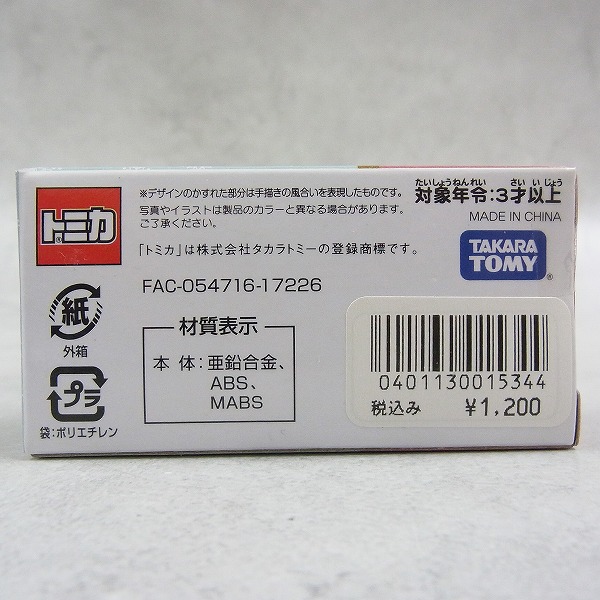 トミカ®
※デザインのかすれた部分は手描きの風合いを表現したものです。
写真やイラストは製品のカラーと異なる場合があります。
ご了承ください。
「トミカ」は株式会社タカラトミーの登録商標です。
たいしょうねんれい さい いじょう
対象年令:3才以上
MADE IN CHINA
TAKARA
TOMY®
FAC-054716-17226
紙
外箱
プラ
袋:ポリエチレン
材質表示
本 体:亜鉛合金、
ABS、
MABS
0401130015344
税込み ¥1,200